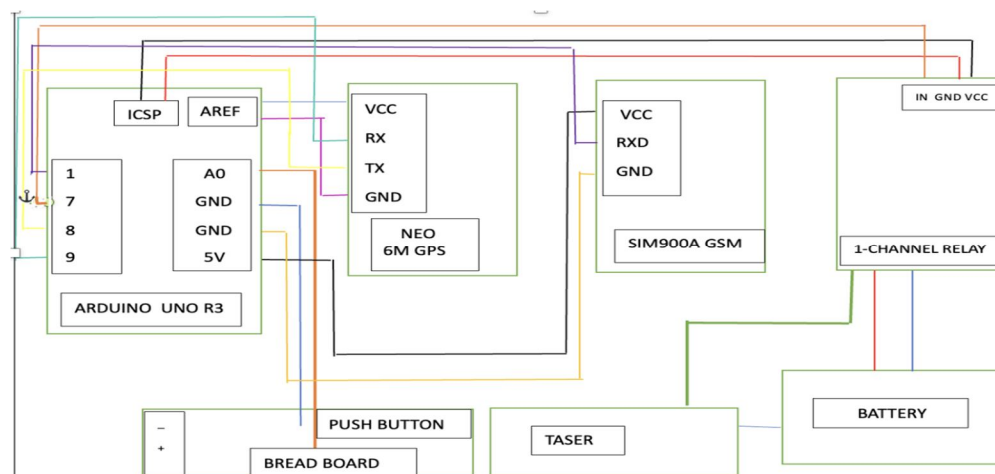 IN GND VCC
ICSP
AREF
VCC
RX
TX
GND
VCC
RXD
GND
1
7
8
9
A0
GND
GND
5V
NEO
6M GPS
SIM900A GSM
1-CHANNEL RELAY
ARDUINO UNO R3
PUSH BUTTON
BATTERY
TASER
–
+
BREAD BOARD